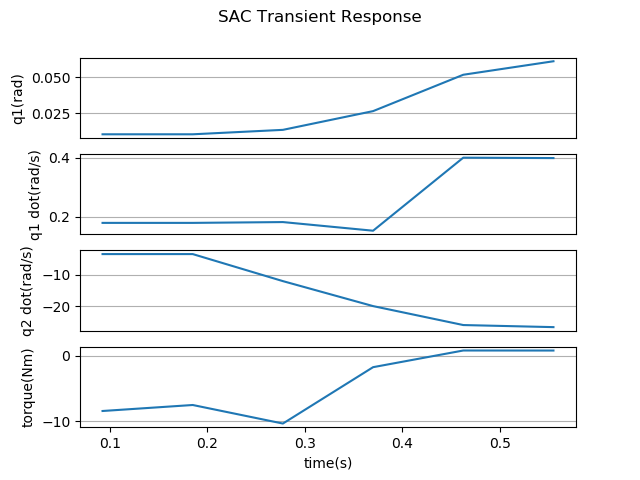 SAC Transient Response
q1(rad)
0.050
0.025
q1 dot(rad/s)
0.4
0.2
q2 dot(rad/s)
−10
−20
torque(Nm)
0
−10
0.1 0.2 0.3 0.4 0.5
time(s)